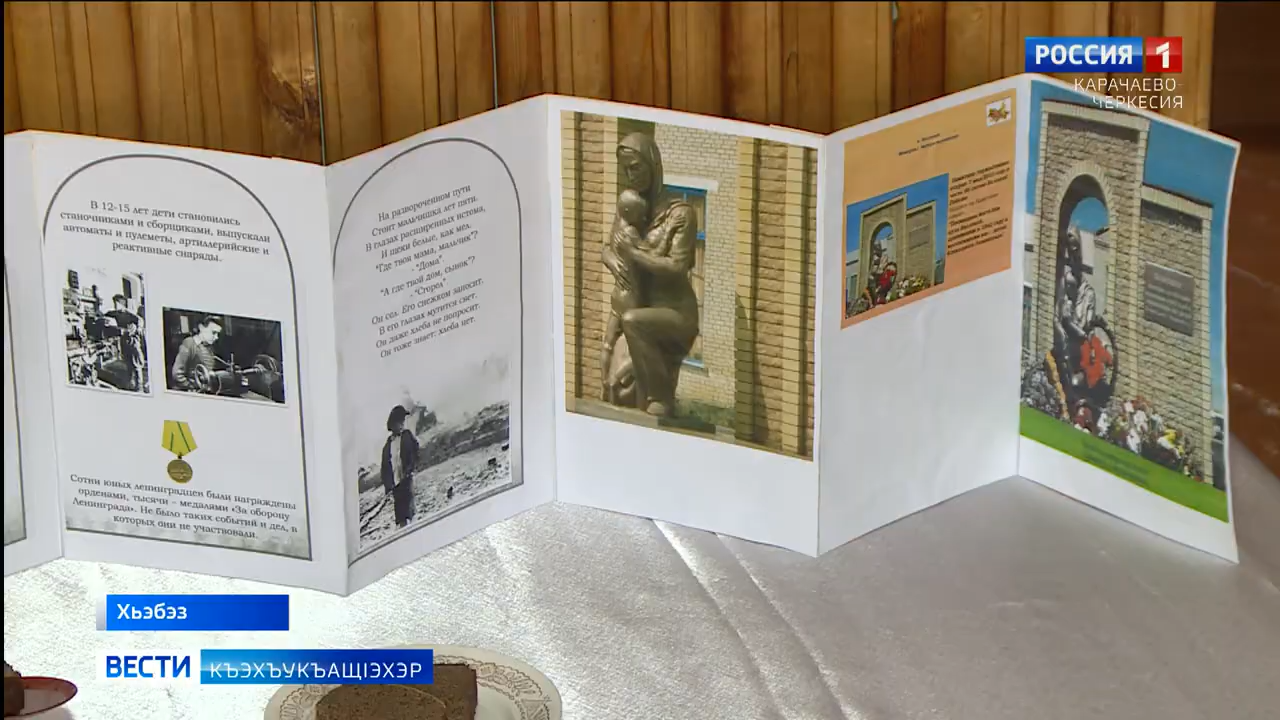 РОССИЯ 1
КАРАЧАЕВО-
ЧЕРКЕСИЯ
В 12-15 лет дети становились
станочниками и сборщиками, выпускали
автоматы и пулеметы, артиллерийские и
реактивные снаряды.
Сотни юных ленинградцев были награждены
орденами, тысячи – медалями «За оборону
Ленинграда». Не было таких событий и дел, в
которых они не участвовали.
На развороченном пути
Стоит мальчишка лет пяти.
В глазах расширенных истома,
И щеки белые, как мел.
"Где твоя мама, мальчик"?
- "Дома"
"А где твой дом, сынок"?
- "Сгорел"
Он сел. Его снежком заносит.
В его глазах мутится свет.
Он даже хлеба не попросит.
Он тоже знает: хлеба нет.
Хьэбэз
ВЕСТИ КЪЭХЪУКЪАЩIЭХЭР